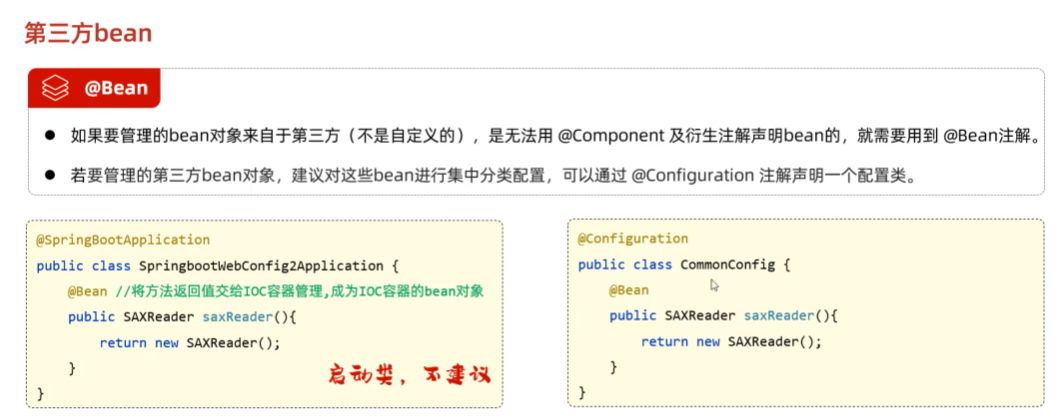 第三方bean
@Bean
● 如果要管理的bean对象来自于第三方（不是自定义的），是无法用 @Component 及衍生注解声明bean的，就需要用到 @Bean注解。
● 若要管理的第三方bean对象，建议对这些bean进行集中分类配置，可以通过 @Configuration 注解声明一个配置类。
@SpringBootApplication
public class SpringbootWebConfig2Application {
@Bean //将方法返回值交给IOC容器管理,成为IOC容器的bean对象
public SAXReader saxReader(){
return new SAXReader();
}
}
启动类，不建议
@Configuration
public class CommonConfig {
@Bean
public SAXReader saxReader(){
return new SAXReader();
}
}